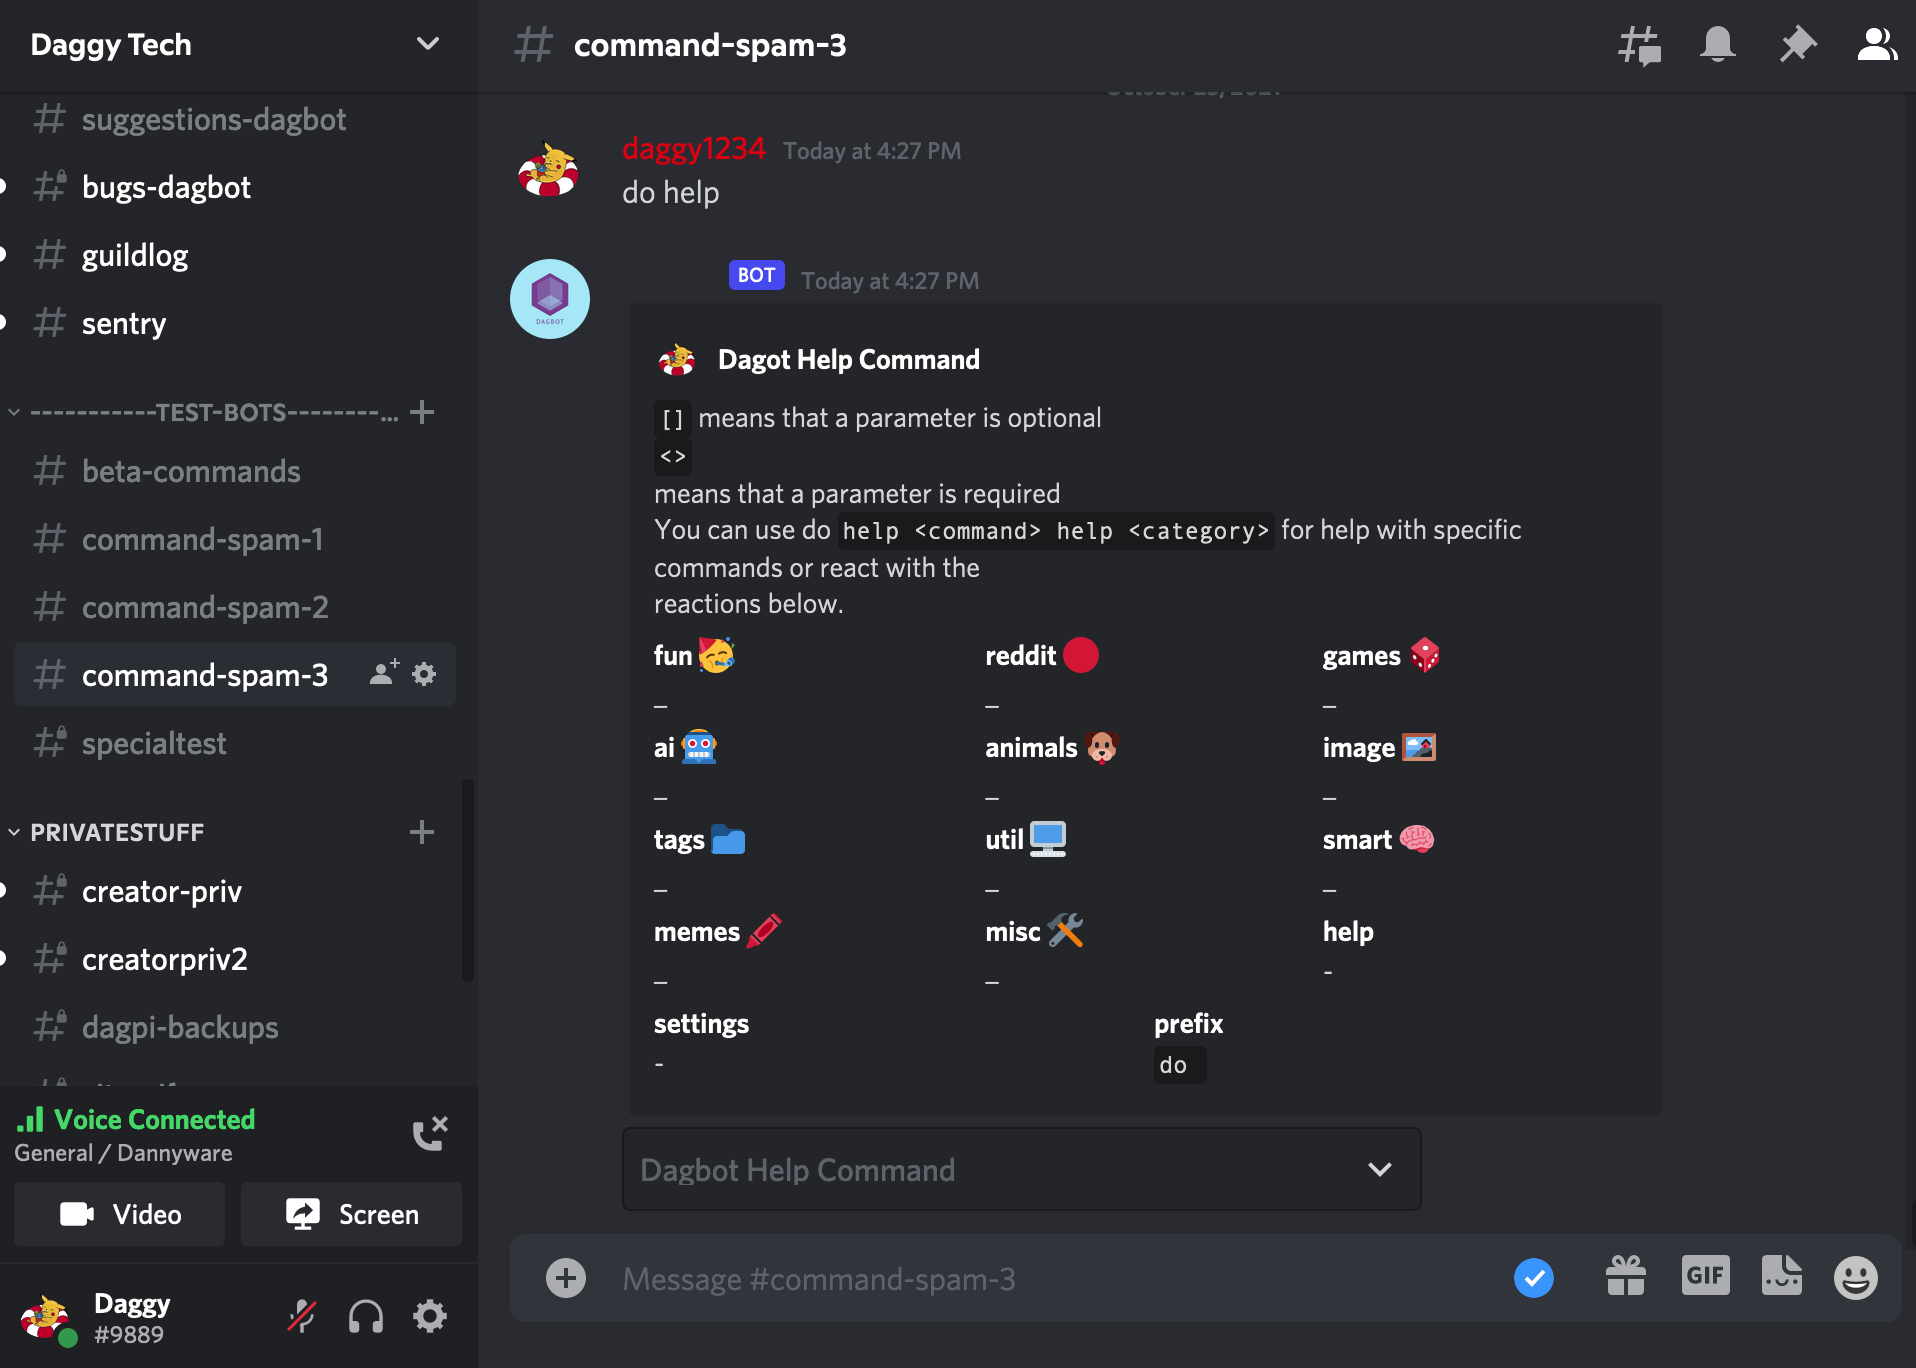 Daggy Tech
suggestions-dagbot
bugs-dagbot
guildlog
sentry
-----------TEST-BOTS--------...
beta-commands
command-spam-1
command-spam-2
command-spam-3
specialtest
PRIVATESTUFF
creator-priv
creatorpriv2
dagpi-backups
Voice Connected
General / Dannyware
Video
Screen
Daggy
#9889
command-spam-3
daggy1234 Today at 4:27 PM
do help
DAGBOT
BOT Today at 4:27 PM
Dagot Help Command
[] means that a parameter is optional
<>
means that a parameter is required
You can use do help <command> help <category> for help with specific
commands or react with the
reactions below.
fun reddit games
_ _ _
ai animals image
_ _ _
tags util smart
_ _ _
memes misc help
_ _ -
settings prefix
- do
Dagbot Help Command
Message #command-spam-3
GIF